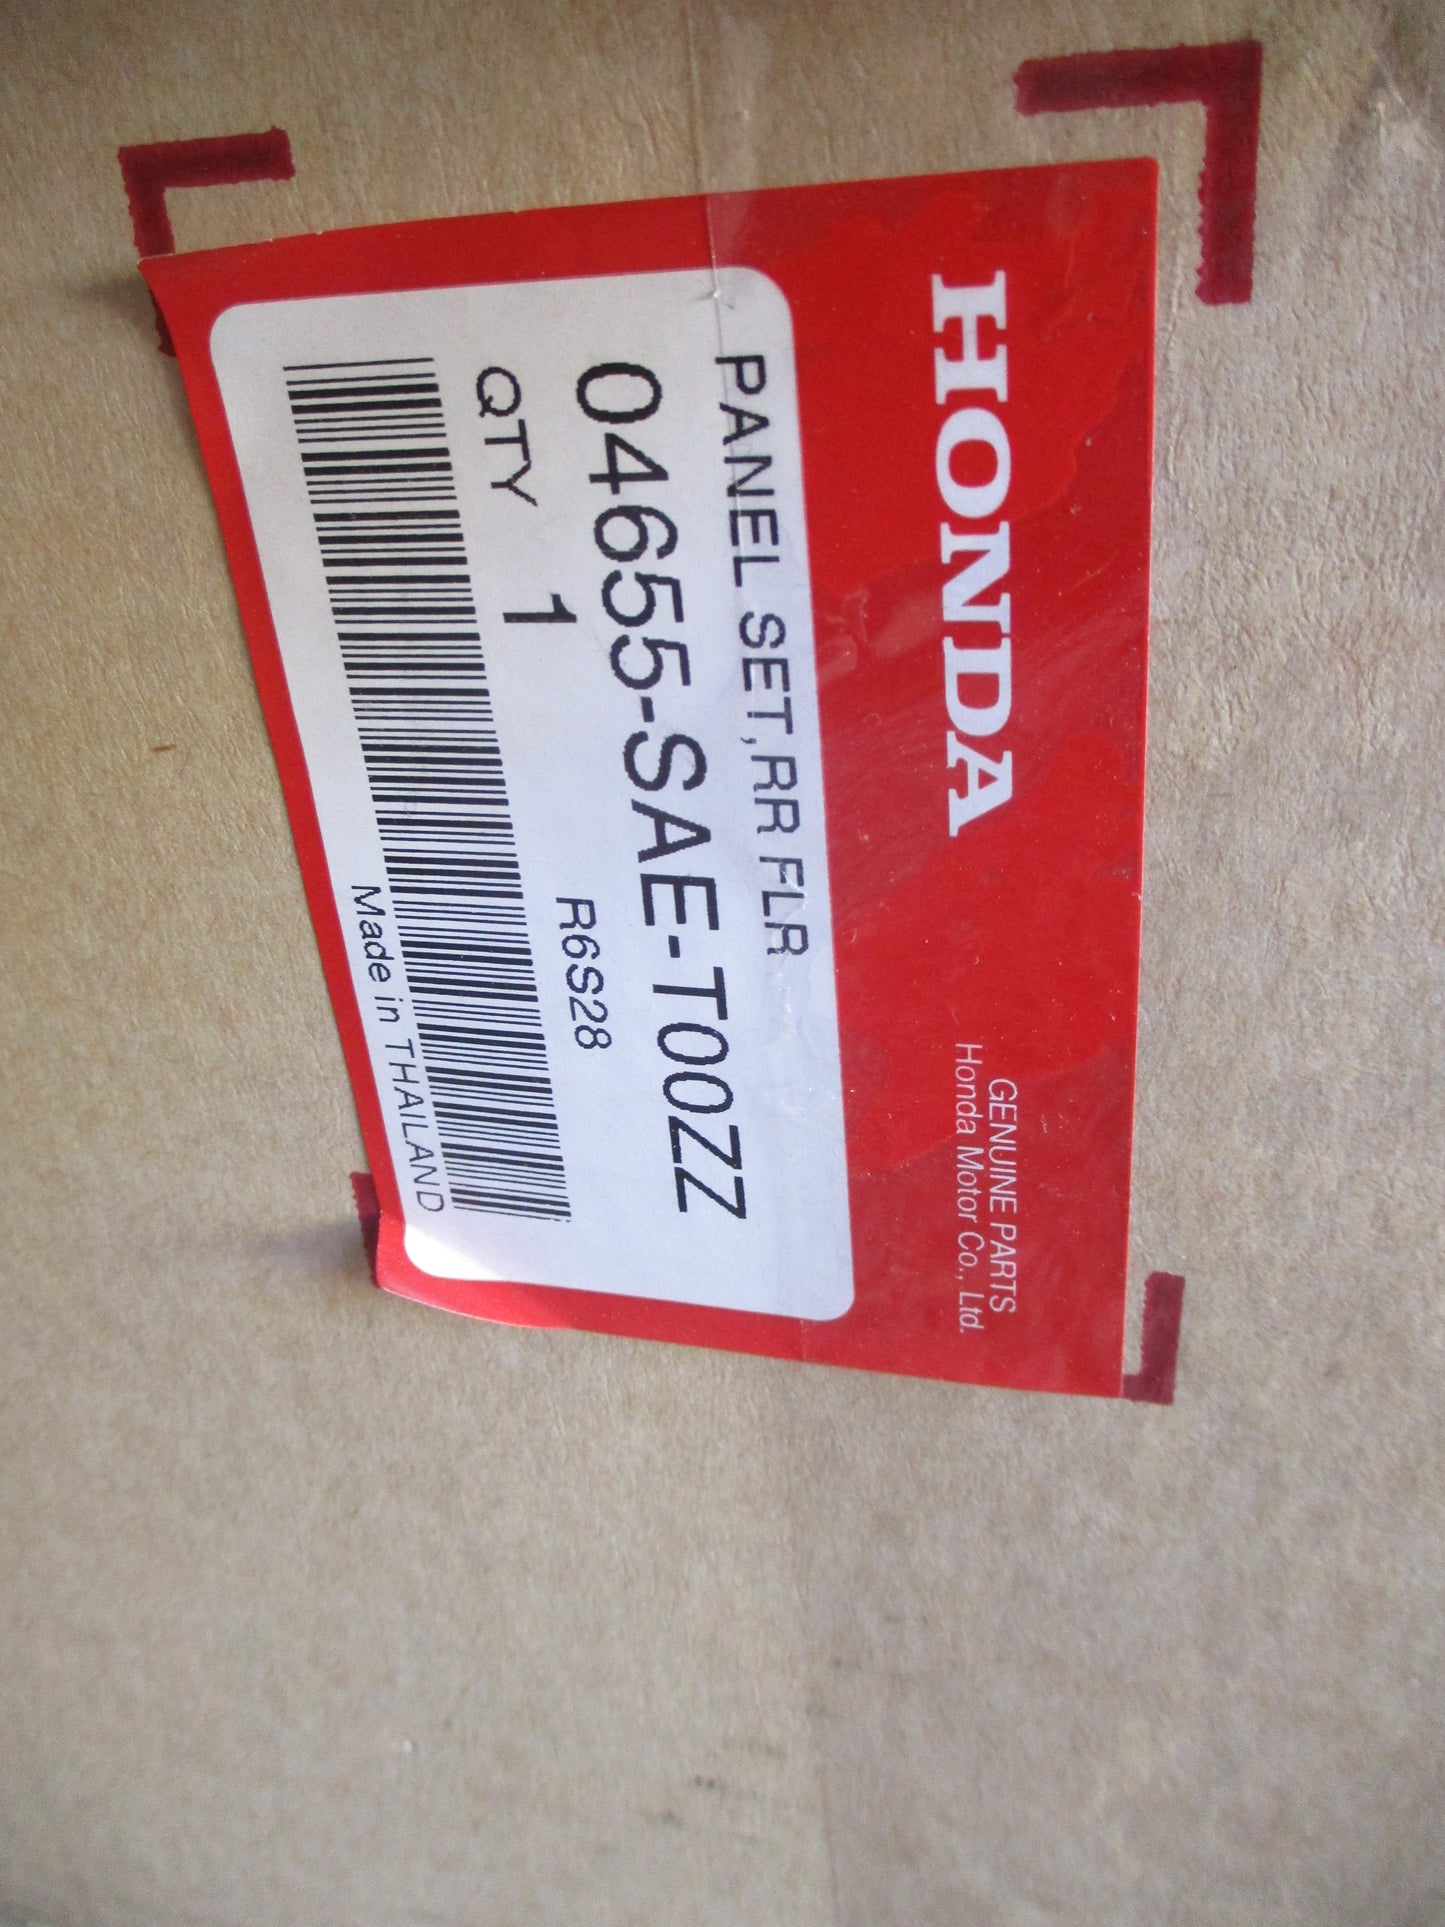 HONDA
GENUINE PARTS
Honda Motor Co., Ltd.
PANEL SET,RR FLR
04655-SAE-T00ZZ
R6S28
QTY 1
Made in THAILAND